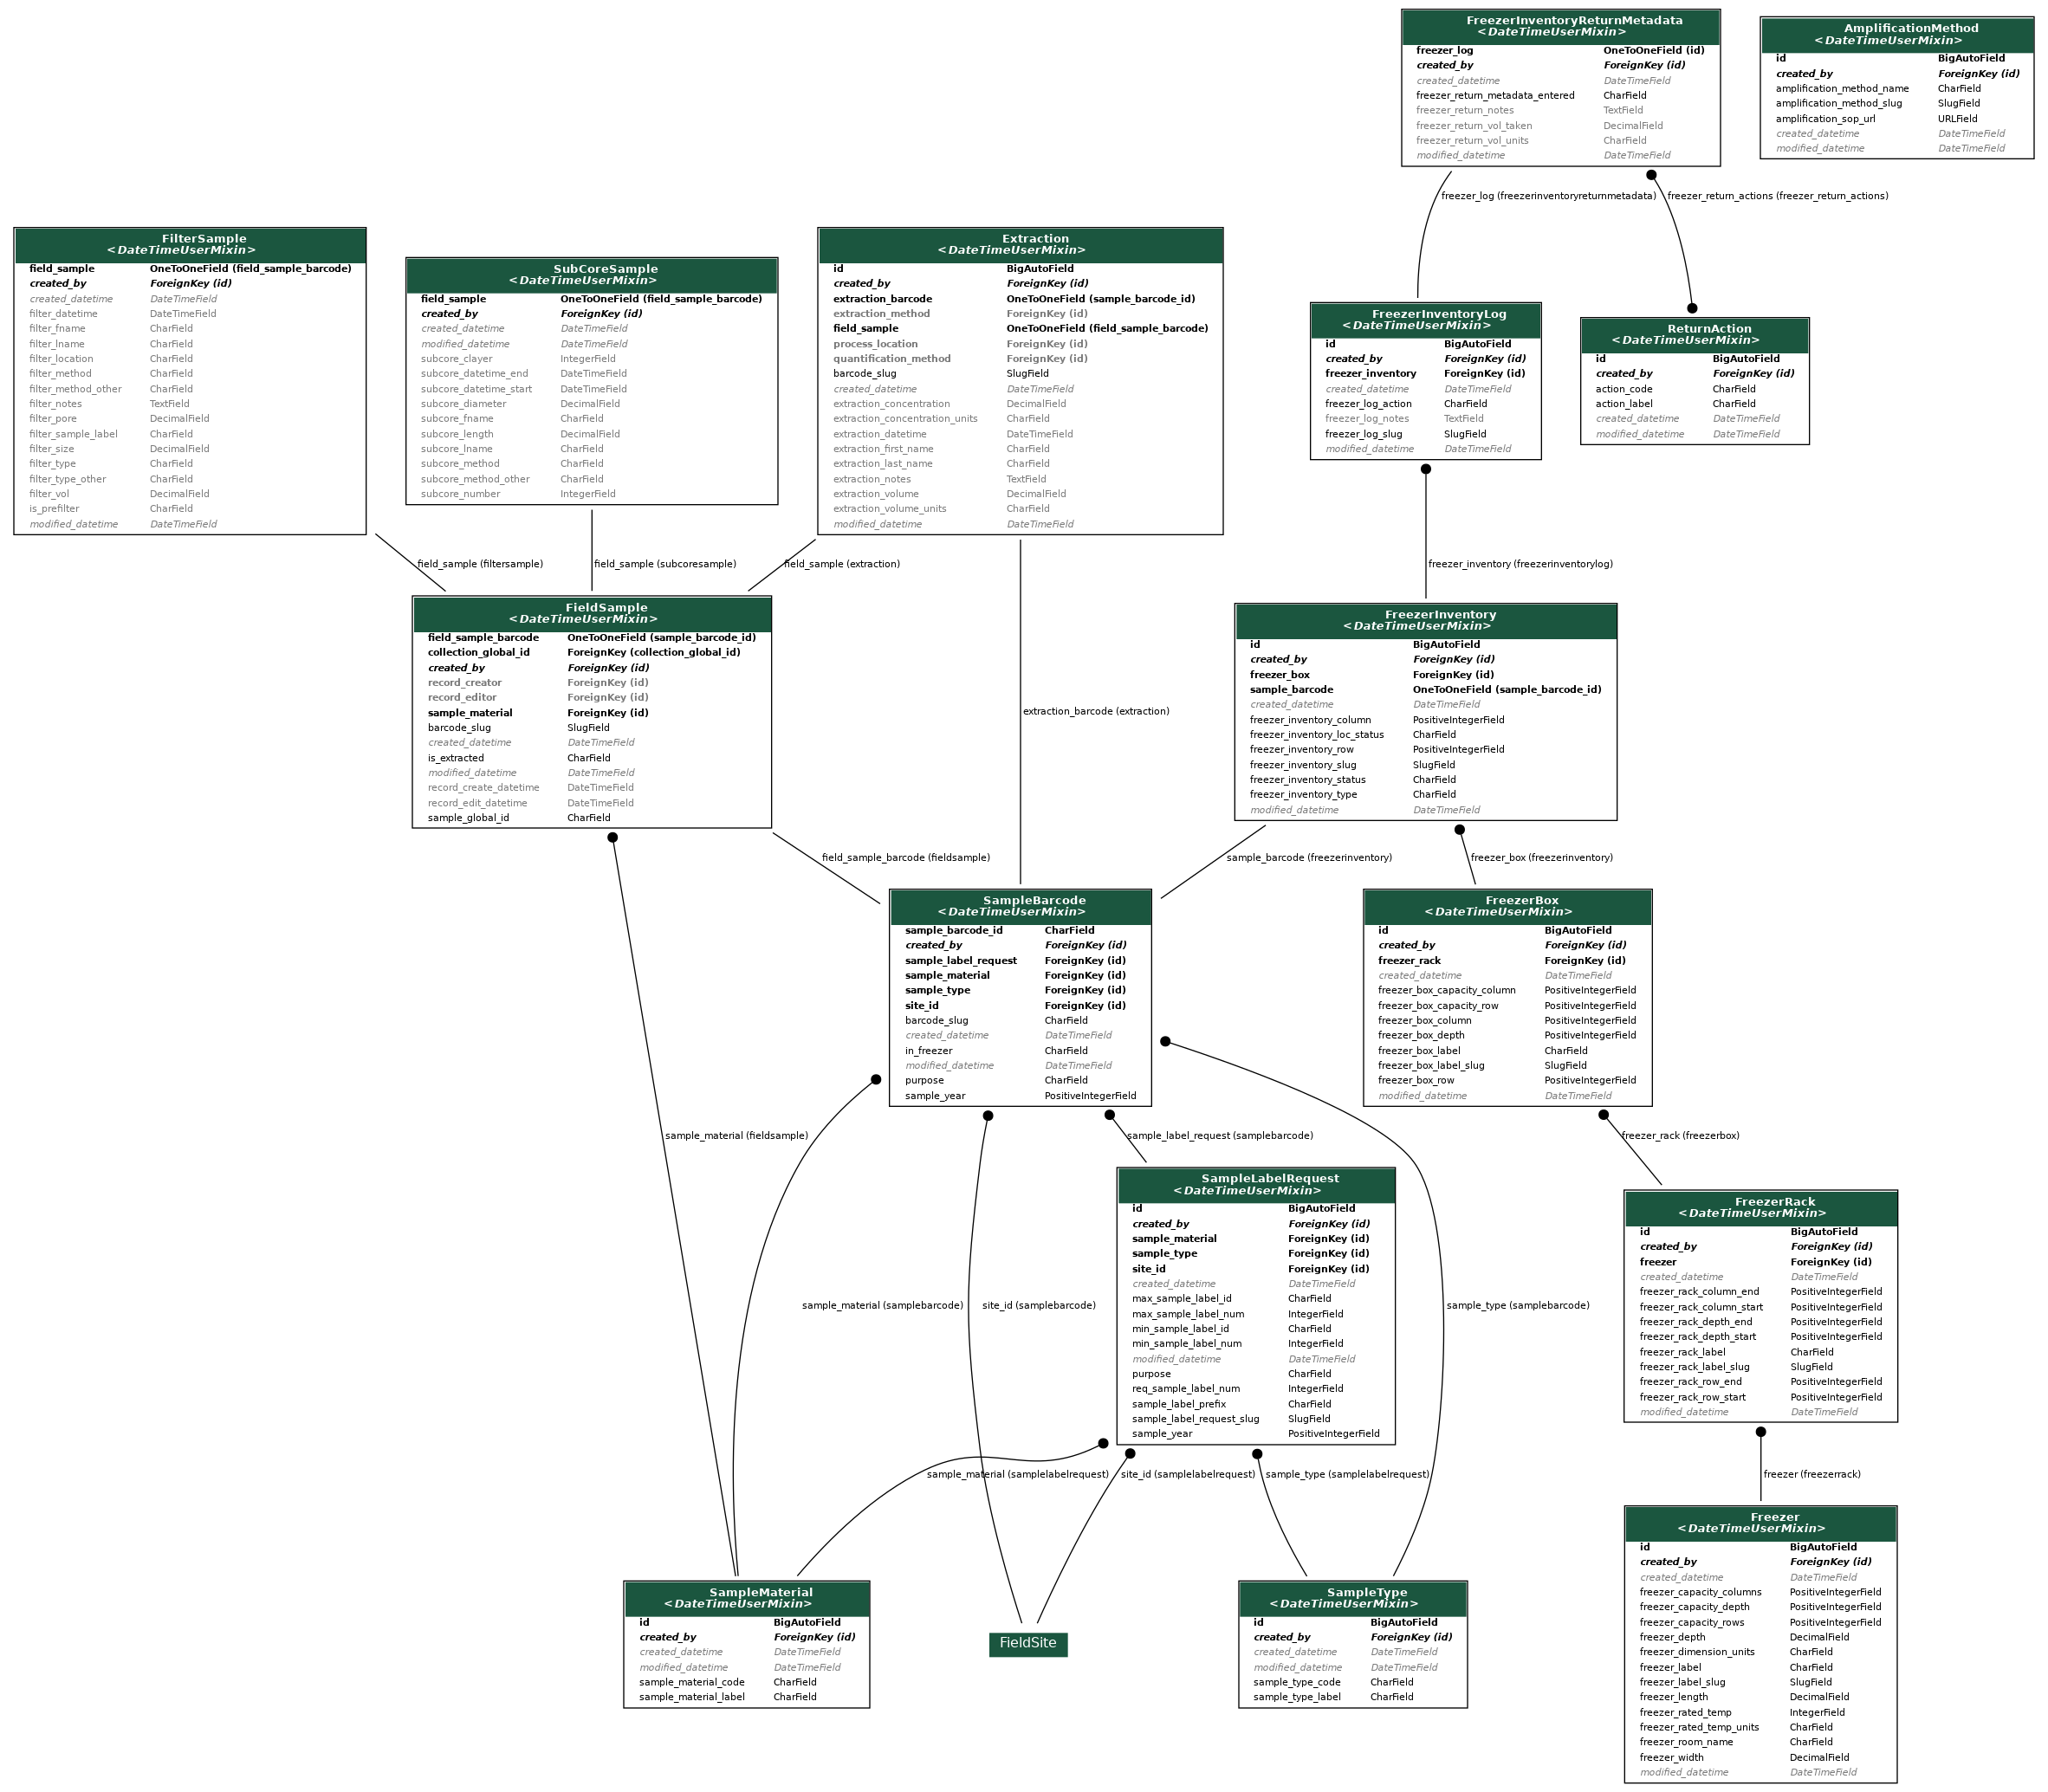 FreezerInventoryReturnMetadata
<DateTimeUserMixin>
freezer_log OneToOneField (id)
created_by ForeignKey (id)
created_datetime DateTimeField
freezer_return_metadata_entered CharField
freezer_return_notes TextField
freezer_return_vol_taken DecimalField
freezer_return_vol_units CharField
modified_datetime DateTimeField
AmplificationMethod
<DateTimeUserMixin>
id BigAutoField
created_by ForeignKey (id)
amplification_method_name CharField
amplification_method_slug SlugField
amplification_sop_url URLField
created_datetime DateTimeField
modified_datetime DateTimeField
freezer_log (freezerinventoryreturnmetadata)
freezer_return_actions (freezer_return_actions)
FilterSample
<DateTimeUserMixin>
field_sample OneToOneField (field_sample_barcode)
created_by ForeignKey (id)
created_datetime DateTimeField
filter_datetime DateTimeField
filter_fname CharField
filter_lname CharField
filter_location CharField
filter_method CharField
filter_method_other CharField
filter_notes TextField
filter_pore DecimalField
filter_sample_label CharField
filter_size DecimalField
filter_type CharField
filter_type_other CharField
filter_vol DecimalField
is_prefilter CharField
modified_datetime DateTimeField
SubCoreSample
<DateTimeUserMixin>
field_sample OneToOneField (field_sample_barcode)
created_by ForeignKey (id)
created_datetime DateTimeField
modified_datetime DateTimeField
subcore_clayer IntegerField
subcore_datetime_end DateTimeField
subcore_datetime_start DateTimeField
subcore_diameter DecimalField
subcore_fname CharField
subcore_length DecimalField
subcore_lname CharField
subcore_method CharField
subcore_method_other CharField
subcore_number IntegerField
Extraction
<DateTimeUserMixin>
id BigAutoField
created_by ForeignKey (id)
extraction_barcode OneToOneField (sample_barcode_id)
extraction_method ForeignKey (id)
field_sample OneToOneField (field_sample_barcode)
process_location ForeignKey (id)
quantification_method ForeignKey (id)
barcode_slug SlugField
created_datetime DateTimeField
extraction_concentration DecimalField
extraction_concentration_units CharField
extraction_datetime DateTimeField
extraction_first_name CharField
extraction_last_name CharField
extraction_notes TextField
extraction_volume DecimalField
extraction_volume_units CharField
modified_datetime DateTimeField
FreezerInventoryLog
<DateTimeUserMixin>
id BigAutoField
created_by ForeignKey (id)
freezer_inventory ForeignKey (id)
created_datetime DateTimeField
freezer_log_action CharField
freezer_log_notes TextField
freezer_log_slug SlugField
modified_datetime DateTimeField
ReturnAction
<DateTimeUserMixin>
id BigAutoField
created_by ForeignKey (id)
action_code CharField
action_label CharField
created_datetime DateTimeField
modified_datetime DateTimeField
field_sample (filtersample)
field_sample (subcoresample)
field_sample (extraction)
freezer_inventory (freezerinventorylog)
FieldSample
<DateTimeUserMixin>
field_sample_barcode OneToOneField (sample_barcode_id)
collection_global_id ForeignKey (collection_global_id)
created_by ForeignKey (id)
record_creator ForeignKey (id)
record_editor ForeignKey (id)
sample_material ForeignKey (id)
barcode_slug SlugField
created_datetime DateTimeField
is_extracted CharField
modified_datetime DateTimeField
record_create_datetime DateTimeField
record_edit_datetime DateTimeField
sample_global_id CharField
extraction_barcode (extraction)
FreezerInventory
<DateTimeUserMixin>
id BigAutoField
created_by ForeignKey (id)
freezer_box ForeignKey (id)
sample_barcode OneToOneField (sample_barcode_id)
created_datetime DateTimeField
freezer_inventory_column PositiveIntegerField
freezer_inventory_loc_status CharField
freezer_inventory_row PositiveIntegerField
freezer_inventory_slug SlugField
freezer_inventory_status CharField
freezer_inventory_type CharField
modified_datetime DateTimeField
field_sample_barcode (fieldsample)
sample_barcode (freezerinventory)
freezer_box (freezerinventory)
SampleBarcode
<DateTimeUserMixin>
sample_barcode_id CharField
created_by ForeignKey (id)
sample_label_request ForeignKey (id)
sample_material ForeignKey (id)
sample_type ForeignKey (id)
site_id ForeignKey (id)
barcode_slug CharField
created_datetime DateTimeField
in_freezer CharField
modified_datetime DateTimeField
purpose CharField
sample_year PositiveIntegerField
FreezerBox
<DateTimeUserMixin>
id BigAutoField
created_by ForeignKey (id)
freezer_rack ForeignKey (id)
created_datetime DateTimeField
freezer_box_capacity_column PositiveIntegerField
freezer_box_capacity_row PositiveIntegerField
freezer_box_column PositiveIntegerField
freezer_box_depth PositiveIntegerField
freezer_box_label CharField
freezer_box_label_slug SlugField
freezer_box_row PositiveIntegerField
modified_datetime DateTimeField
sample_material (fieldsample)
sample_label_request (samplebarcode)
freezer_rack (freezerbox)
SampleLabelRequest
<DateTimeUserMixin>
id BigAutoField
created_by ForeignKey (id)
sample_material ForeignKey (id)
sample_type ForeignKey (id)
site_id ForeignKey (id)
created_datetime DateTimeField
max_sample_label_id CharField
max_sample_label_num IntegerField
min_sample_label_id CharField
min_sample_label_num IntegerField
modified_datetime DateTimeField
purpose CharField
req_sample_label_num IntegerField
sample_label_prefix CharField
sample_label_request_slug SlugField
sample_year PositiveIntegerField
FreezerRack
<DateTimeUserMixin>
id BigAutoField
created_by ForeignKey (id)
freezer ForeignKey (id)
created_datetime DateTimeField
freezer_rack_column_end PositiveIntegerField
freezer_rack_column_start PositiveIntegerField
freezer_rack_depth_end PositiveIntegerField
freezer_rack_depth_start PositiveIntegerField
freezer_rack_label CharField
freezer_rack_label_slug SlugField
freezer_rack_row_end PositiveIntegerField
freezer_rack_row_start PositiveIntegerField
modified_datetime DateTimeField
sample_material (samplebarcode)
site_id (samplebarcode)
sample_type (samplebarcode)
sample_material (samplelabelrequest)
site_id (samplelabelrequest)
sample_type (samplelabelrequest)
freezer (freezerrack)
SampleMaterial
<DateTimeUserMixin>
id BigAutoField
created_by ForeignKey (id)
created_datetime DateTimeField
modified_datetime DateTimeField
sample_material_code CharField
sample_material_label CharField
FieldSite
SampleType
<DateTimeUserMixin>
id BigAutoField
created_by ForeignKey (id)
created_datetime DateTimeField
modified_datetime DateTimeField
sample_type_code CharField
sample_type_label CharField
Freezer
<DateTimeUserMixin>
id BigAutoField
created_by ForeignKey (id)
created_datetime DateTimeField
freezer_capacity_columns PositiveIntegerField
freezer_capacity_depth PositiveIntegerField
freezer_capacity_rows PositiveIntegerField
freezer_depth DecimalField
freezer_dimension_units CharField
freezer_label CharField
freezer_label_slug SlugField
freezer_length DecimalField
freezer_rated_temp IntegerField
freezer_rated_temp_units CharField
freezer_room_name CharField
freezer_width DecimalField
modified_datetime DateTimeField